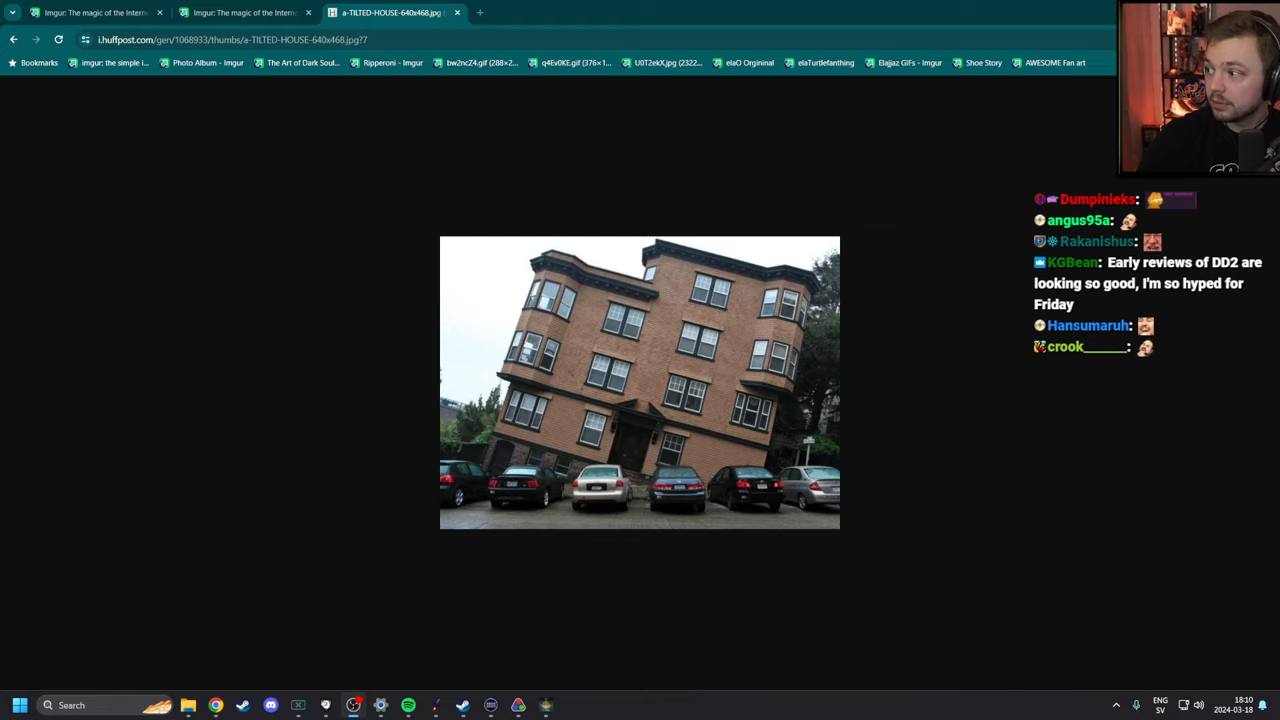 Imgur: The magic of the Intern
Imgur: The magic of the Intern
a-TILTED-HOUSE-640x468.jpg (
i.huffpost.com/gen/1068933/thumbs/a-TILTED-HOUSE-640x468.jpg?7
Bookmarks imgur: the simple i... Photo Album - Imgur The Art of Dark Soul... Ripperoni - Imgur bw2ncZ4.gif (288×2... q4Ev0KE.gif (376×1... U0T2ekX.jpg (2322... elaO Orgininal elaTurtlefanthing Elajjaz GIFs - Imgur Shoe Story AWESOME Fan art
Dumpinieks:
angus95a:
Rakanishus:
KGBean: Early reviews of DD2 are
looking so good, I'm so hyped for
Friday
Hansumaruh:
crook______:
Search
ENG
SV
18:10
2024-03-18